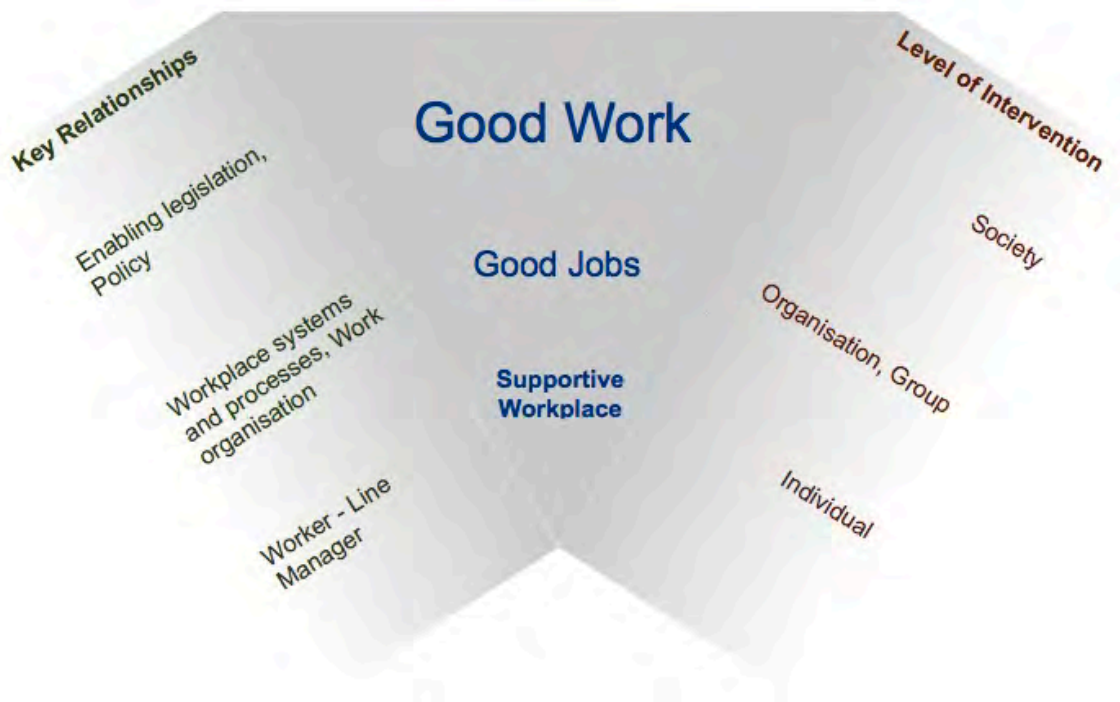 Key Relationships
Enabling legislation,
Policy
Workplace systems
and processes, Work
organisation
Worker - Line
Manager
Good Work
Good Jobs
Supportive
Workplace
Level of Intervention
Society
Organisation, Group
Individual